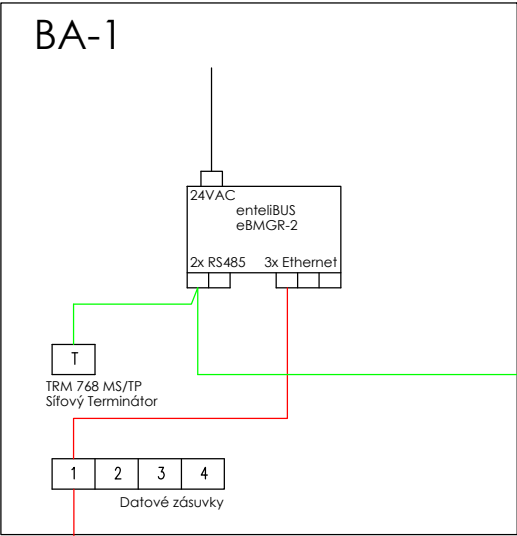 BA-1
24VAC
enteliBUS
eBMGR-2
2x RS485 3x Ethernet
T
TRM 768 MS/TP
Síťový Terminátor
1 2 3 4
Datové zásuvky